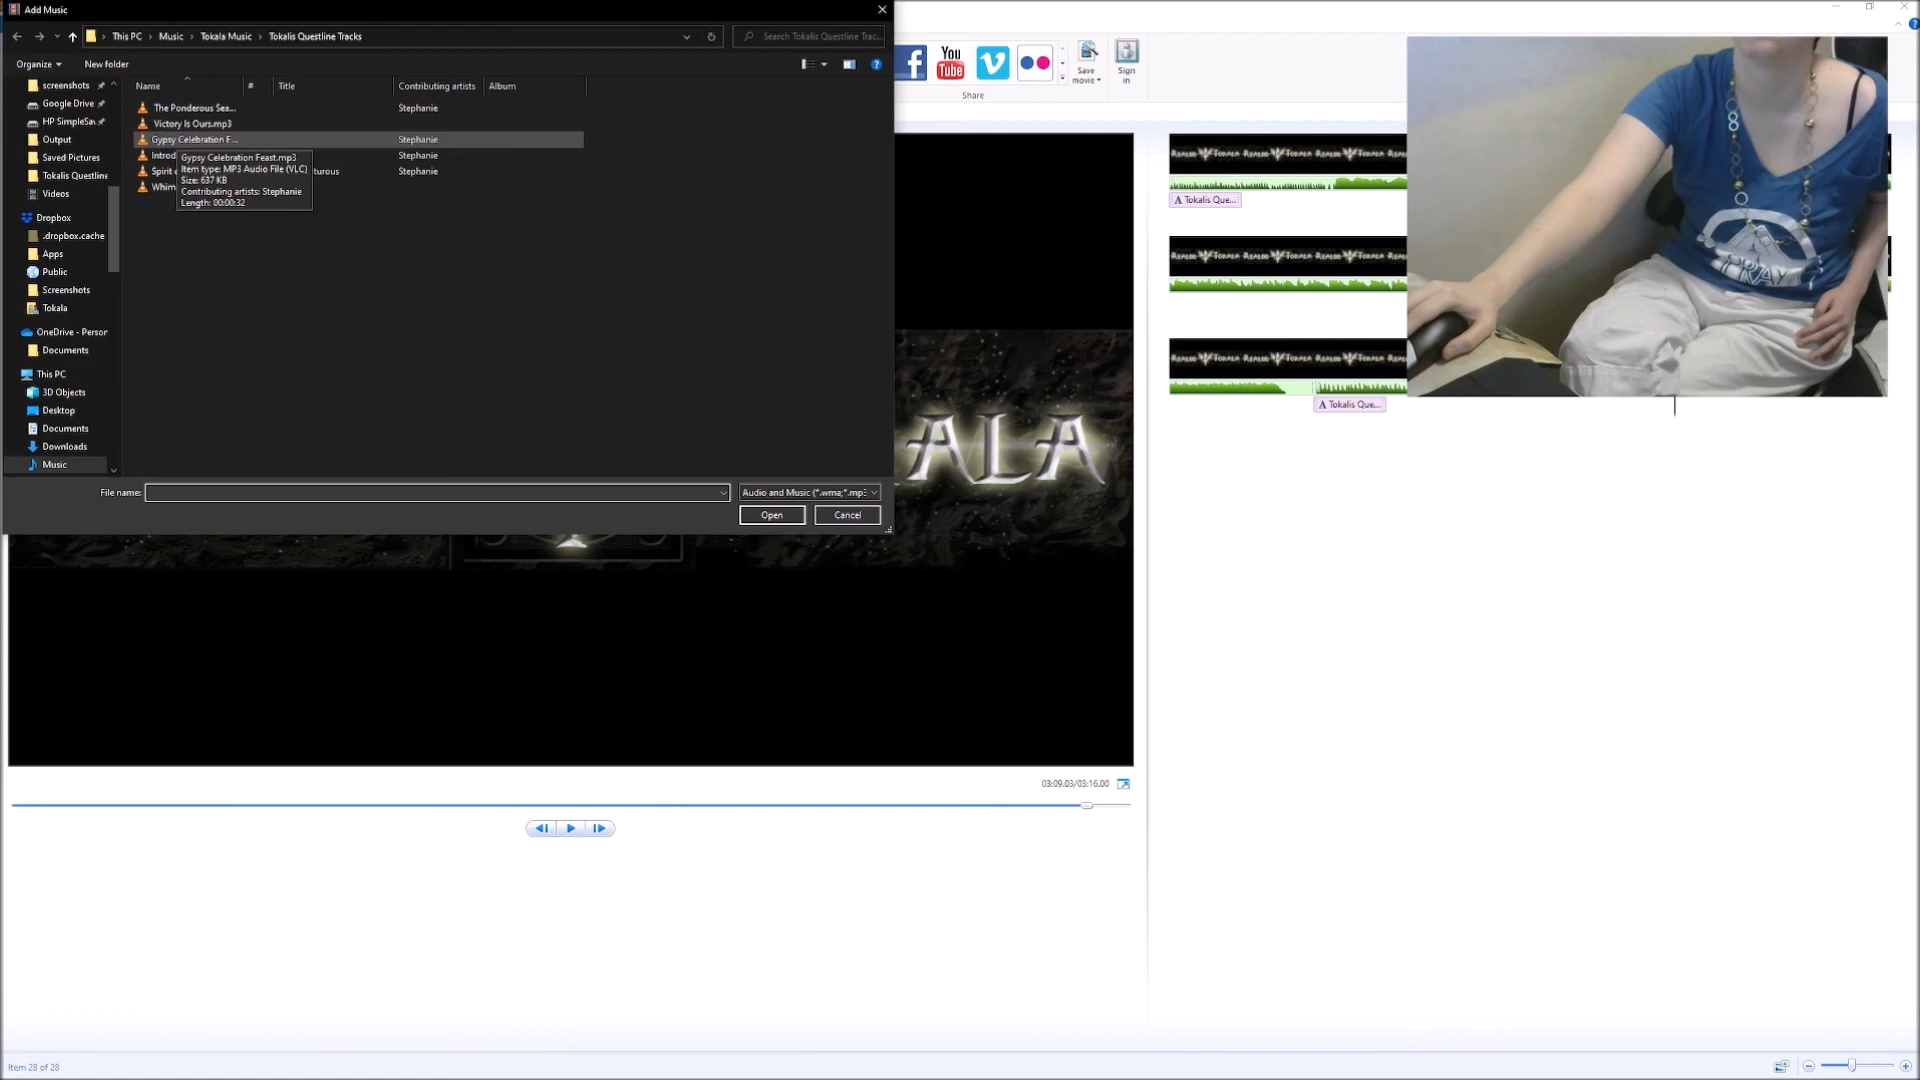 Add Music
This PC > Music > Tokala Music > Tokalis Questline Tracks
Search Tokalis Questline Trac...
Organize
New folder
Name
#
Title
Contributing artists
Album
screenshots
Google Drive
HP SimpleSav
Output
Saved Pictures
Tokalis Questline
Videos
Dropbox
.dropbox.cache
Apps
Public
Screenshots
Tokala
OneDrive - Person
Documents
This PC
3D Objects
Desktop
Documents
Downloads
Music
The Ponderous Sea...
Stephanie
Victory Is Ours.mp3
Gypsy Celebration F...
Stephanie
Introd
Stephanie
Spirit
turous
Stephanie
Whim
Gypsy Celebration Feast.mp3
Item type: MP3 Audio File (VLC)
Size: 637 KB
Contributing artists: Stephanie
Length: 00:00:32
File name:
Audio and Music (*.wma;*.mp3
Open
Cancel
You
Tube
Save
movie
Sign
in
Share
ALA
A Tokalis Que...
A Tokalis Que...
PRAY
03:09.03/03:16.00
Item 28 of 28